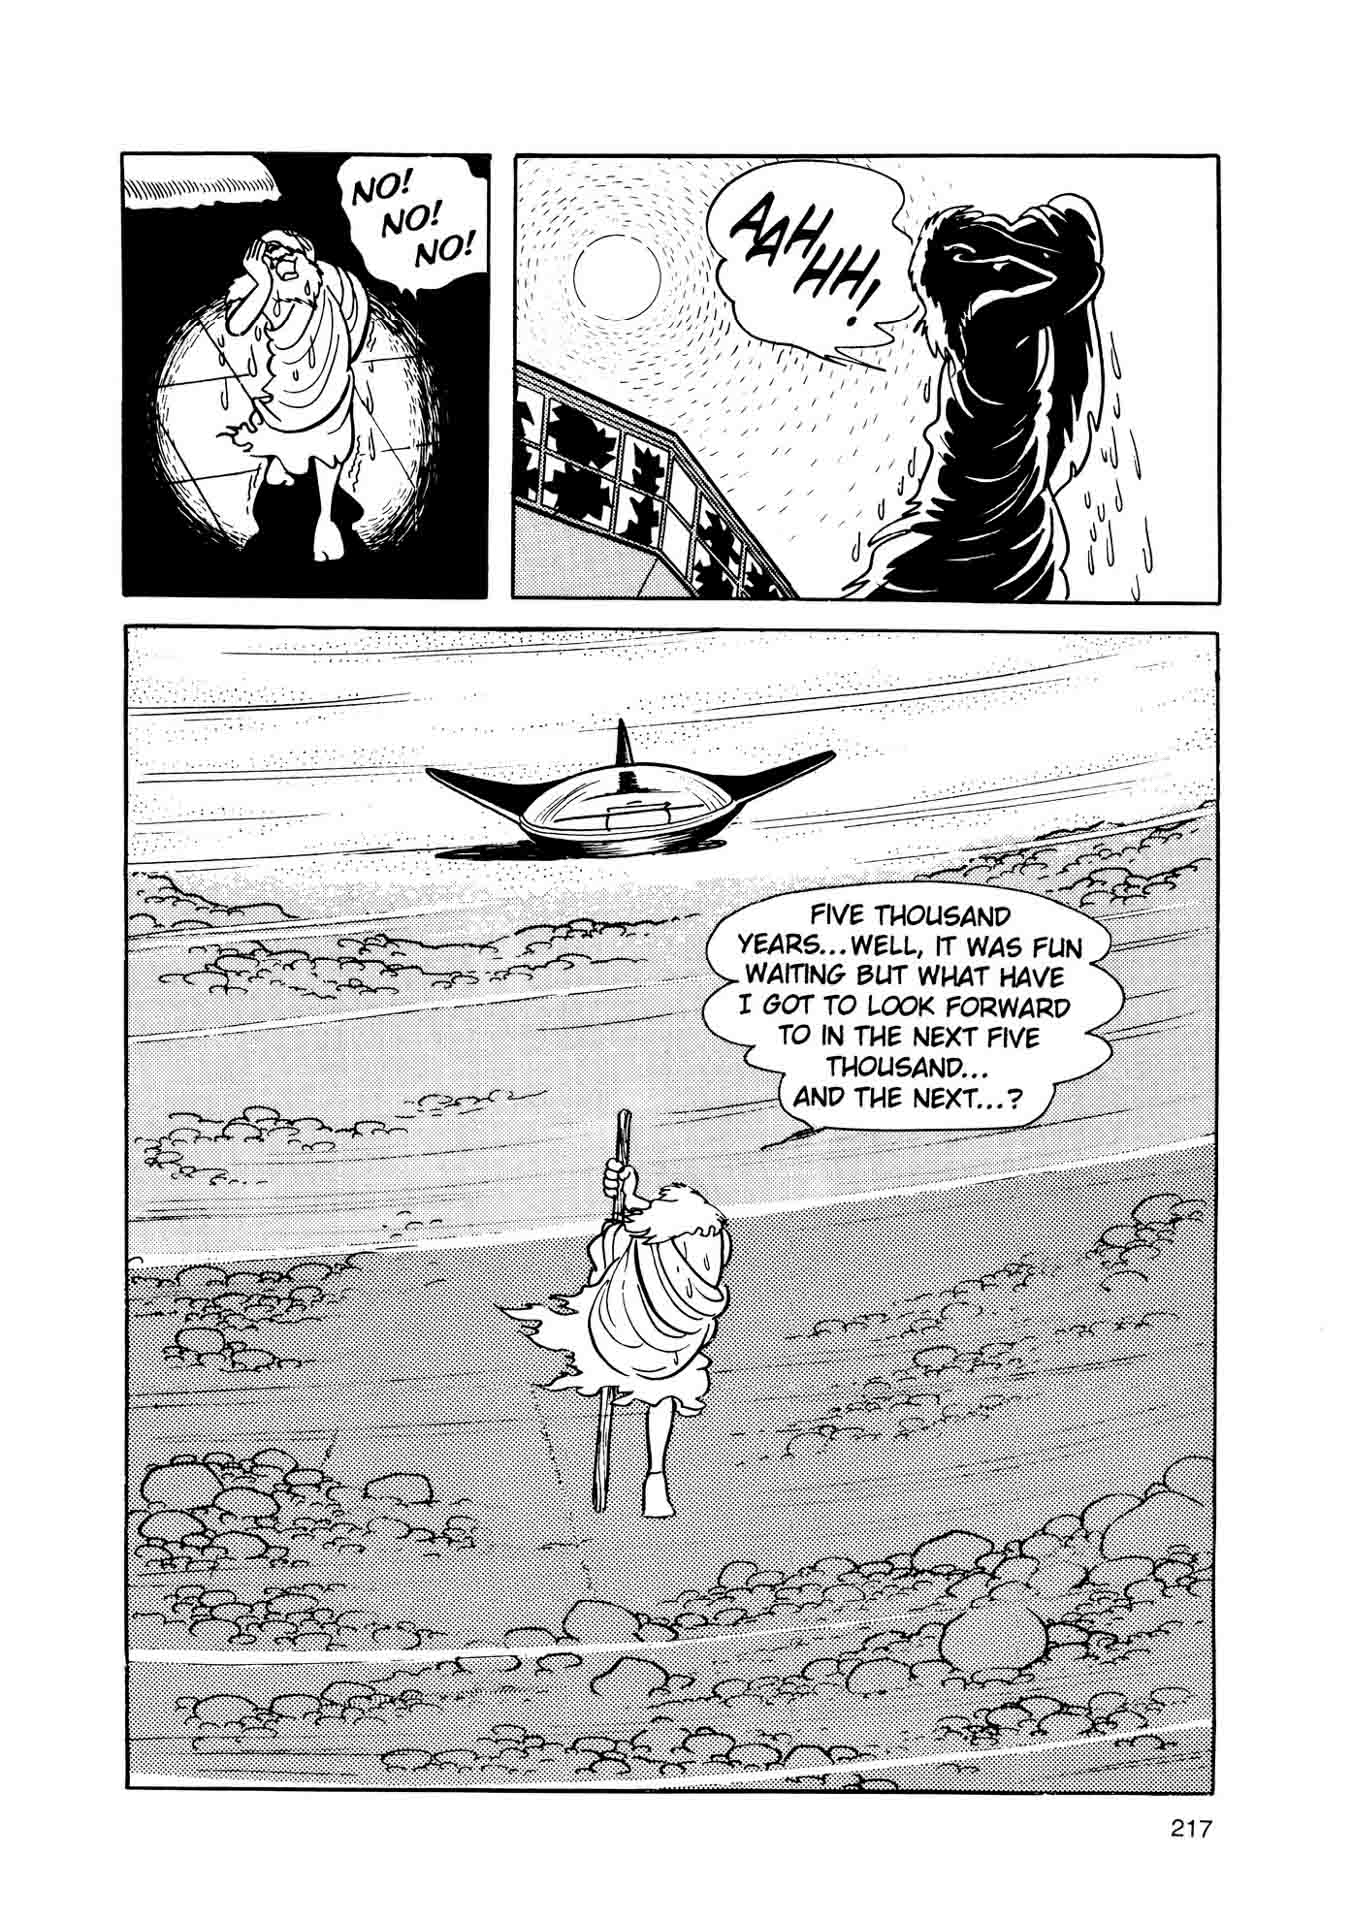 NO!
NO!
NO!
AAHHHH!
FIVE THOUSAND
YEARS...WELL, IT WAS FUN
WAITING BUT WHAT HAVE
I GOT TO LOOK FORWARD
TO IN THE NEXT FIVE
THOUSAND...
AND THE NEXT...?
217